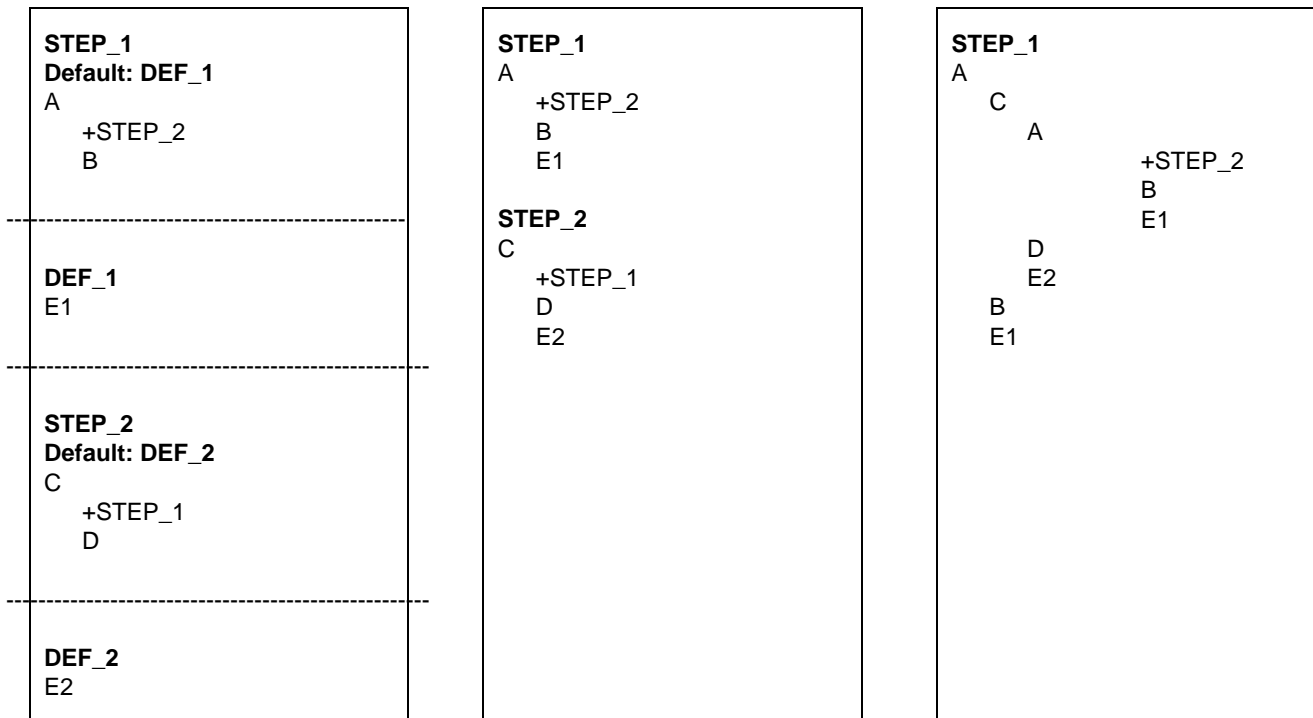 STEP_1
Default: DEF_1
A
+STEP_2
B
DEF_1
E1
STEP_2
Default: DEF_2
C
+STEP_1
D
DEF_2
E2
STEP_1
A
+STEP_2
B
E1
STEP_2
C
+STEP_1
D
E2
STEP_1
A
C
A
+STEP_2
B
E1
D
E2
B
E1